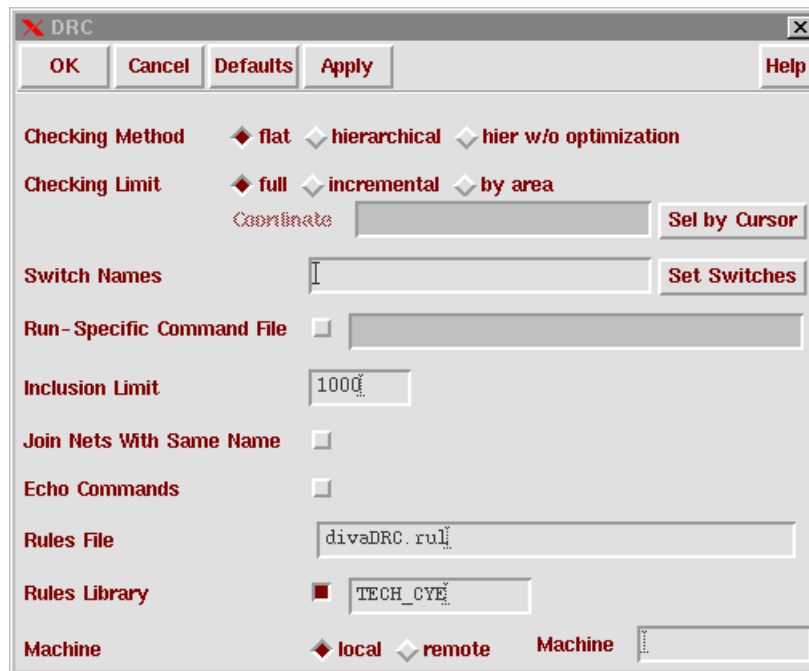 DRC
OK Cancel Defaults Apply Help
Checking Method flat hierarchical hier w/o optimization
Checking Limit full incremental by area
Coordinate Sel by Cursor
Switch Names Set Switches
Run-Specific Command File
Inclusion Limit 1000
Join Nets With Same Name
Echo Commands
Rules File divaDRC.rul
Rules Library TECH_CYE
Machine local remote Machine